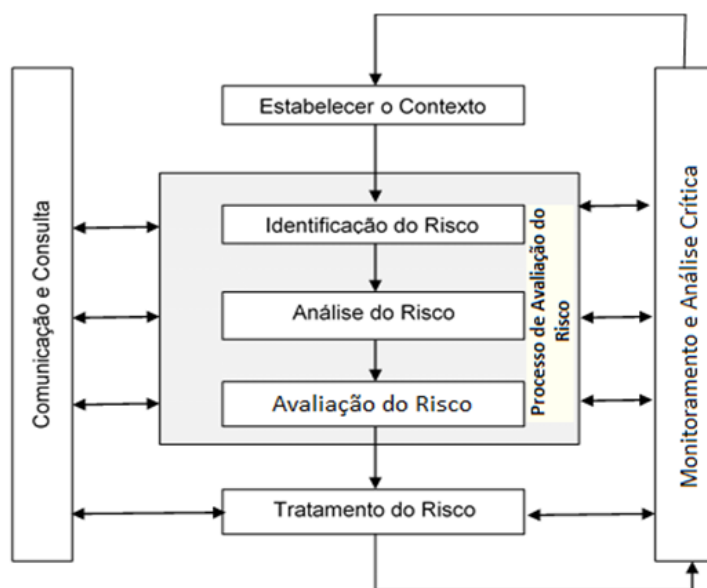 Estabelecer o Contexto
Comunicação e Consulta
Identificação do Risco
Análise do Risco
Avaliação do Risco
Processo de Avaliação do
Risco
Monitoramento e Análise Crítica
Tratamento do Risco